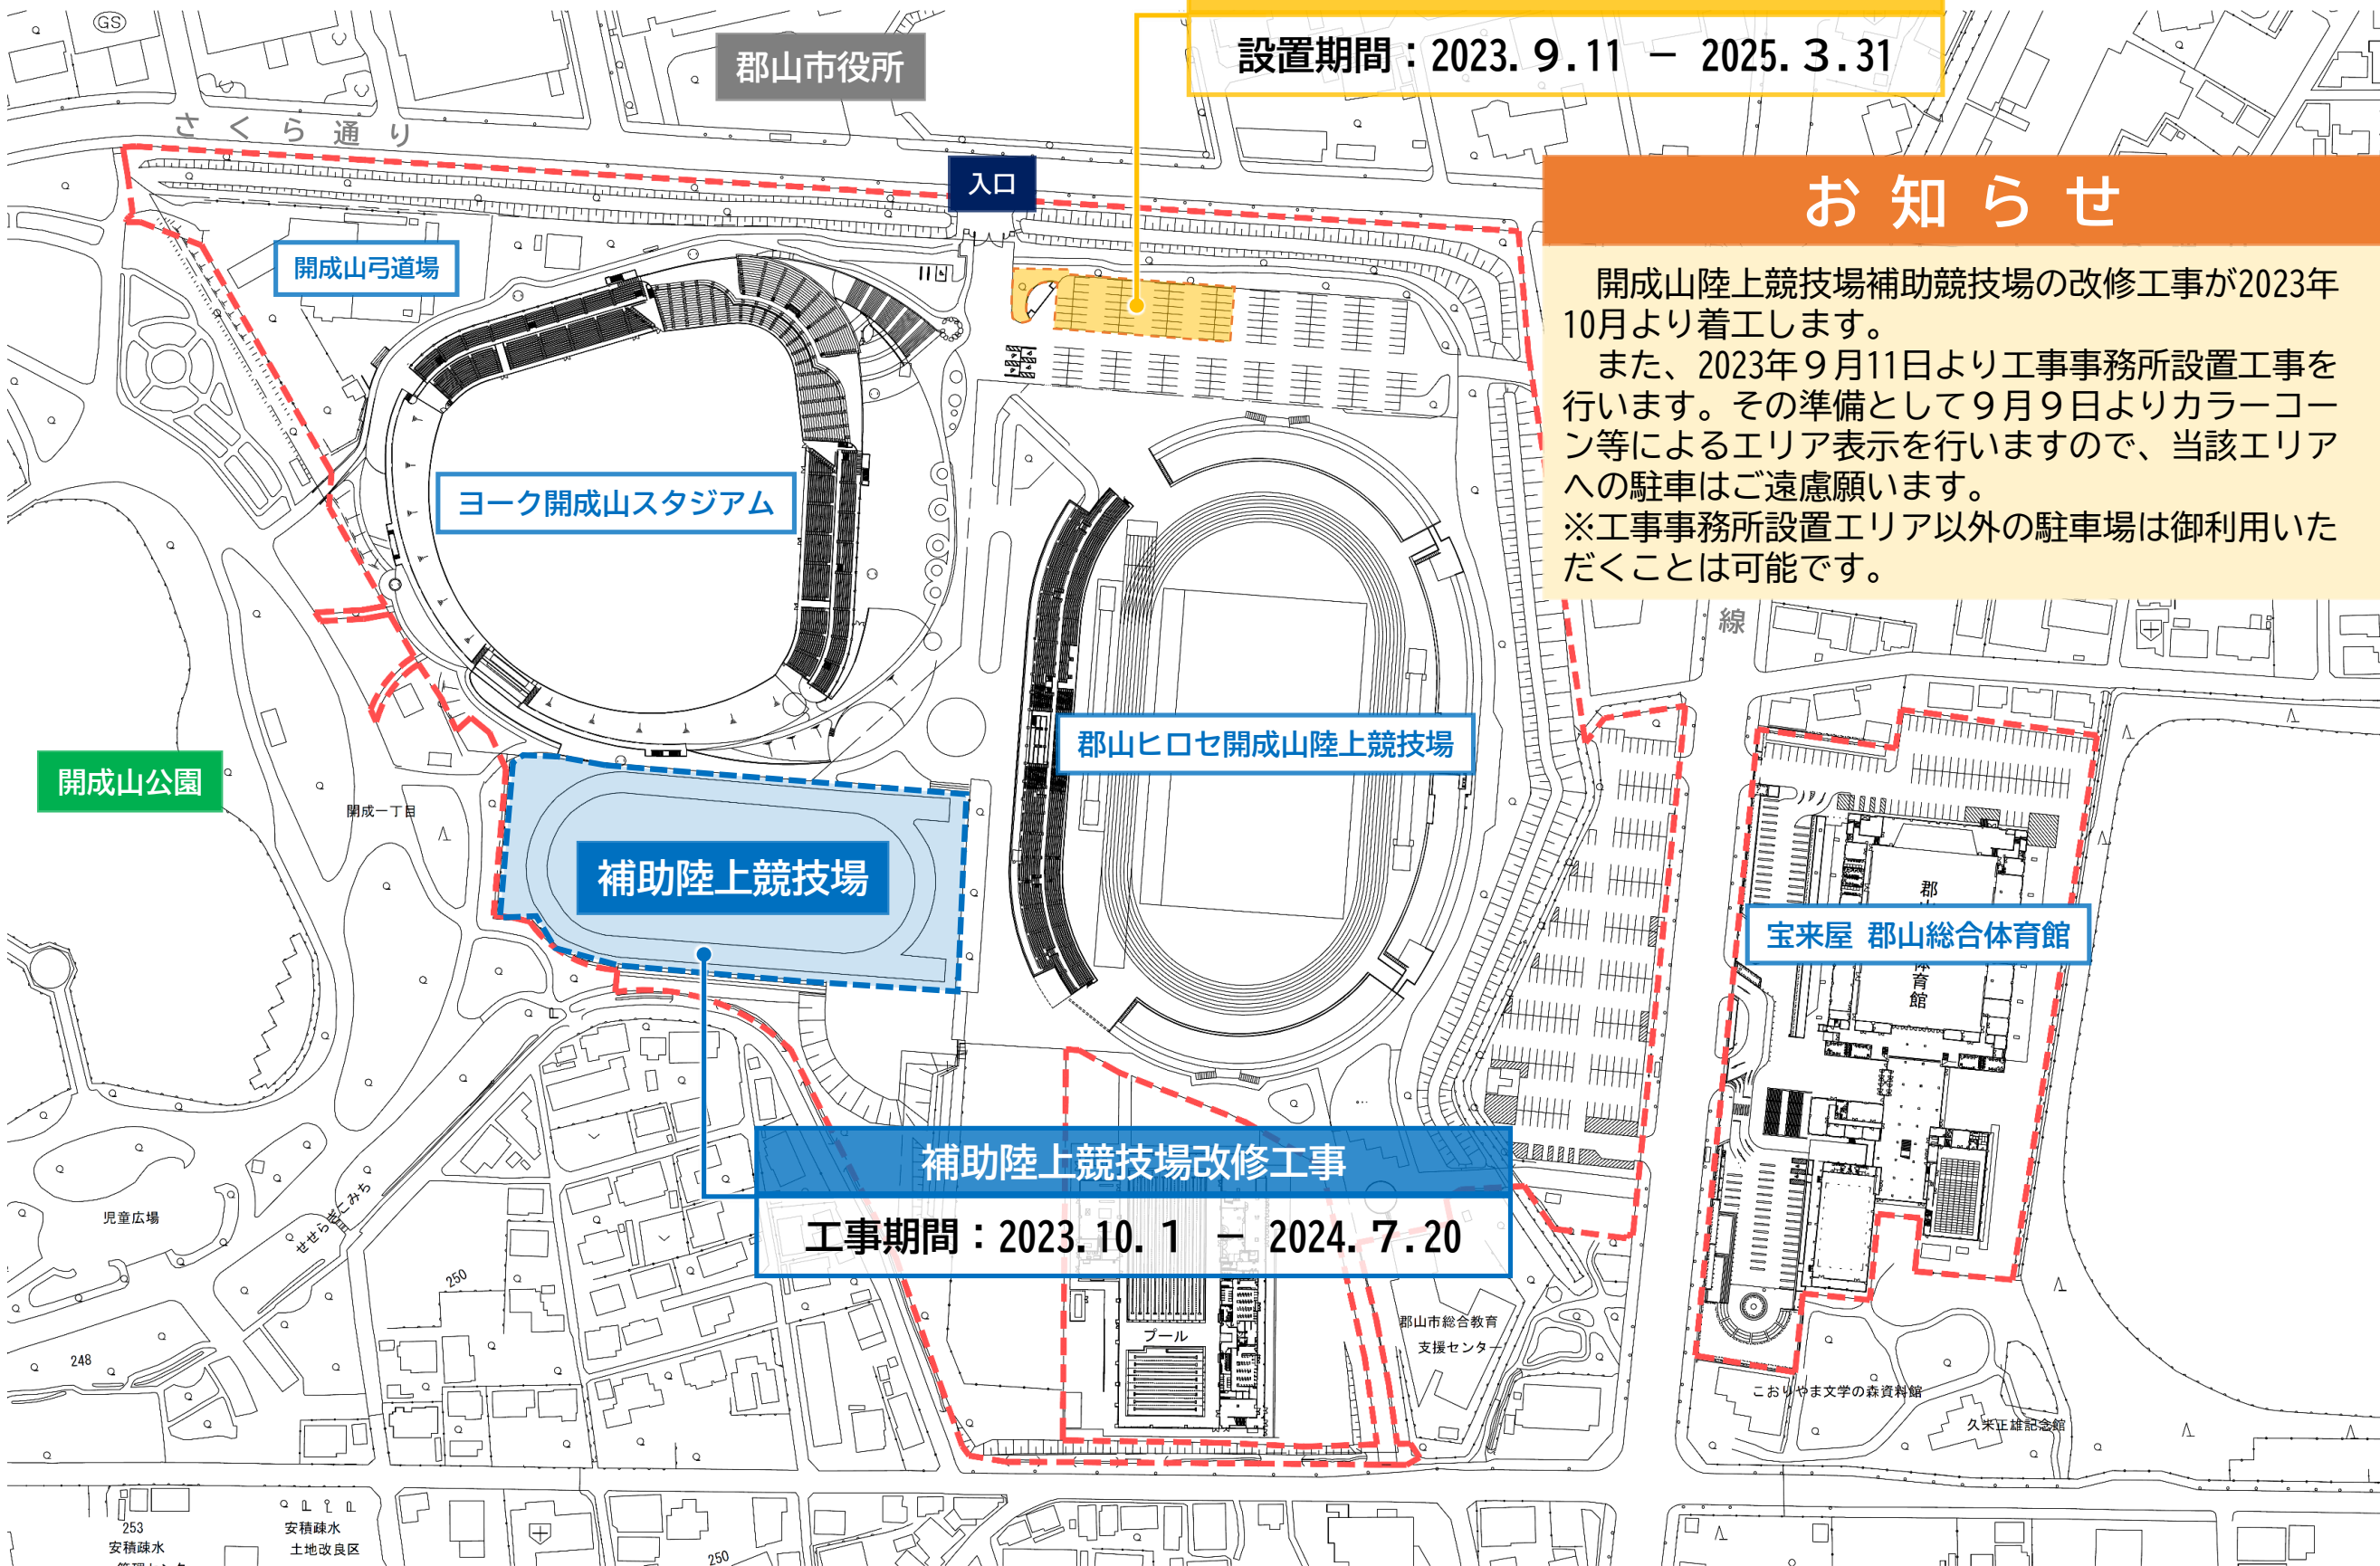 GS
郡山市役所
設置期間：2023. 9 .11 － 2025. 3 .31
さくら通り
入口
お知らせ
開成山陸上競技場補助競技場の改修工事が2023年
10月より着工します。
また、2023年９月11日より工事事務所設置工事を
行います。その準備として９月９日よりカラーコー
ン等によるエリア表示を行いますので、当該エリア
への駐車はご遠慮願います。
※工事事務所設置エリア以外の駐車場は御利用いた
だくことは可能です。
開成山弓道場
ヨーク開成山スタジアム
線
郡山ヒロセ開成山陸上競技場
開成山公園
開成一丁目
補助陸上競技場
郡
宝来屋 郡山総合体育館
体育館
補助陸上競技場改修工事
工事期間：2023.10. 1 － 2024. 7 .20
児童広場
せせらぎこみち
250
248
プール
郡山市総合教育
支援センター
こおりやま文学の森資料館
久米正雄記念館
253
安積疎水
安積疎水
土地改良区
250